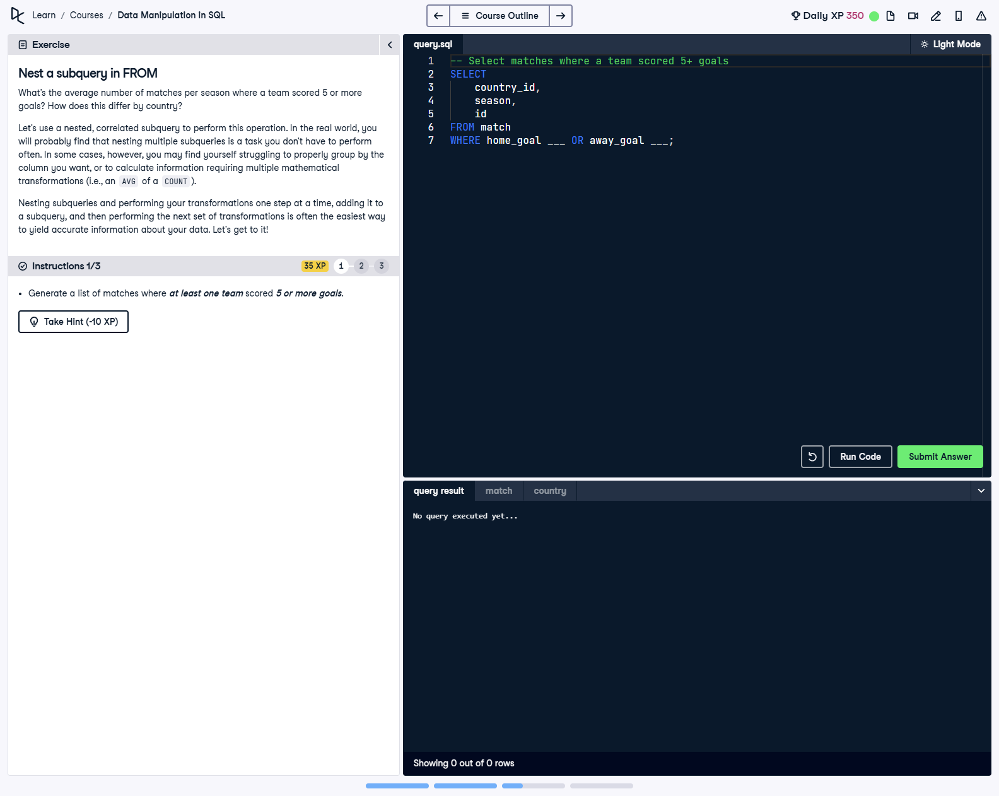 Learn / Courses / Data Manipulation in SQL
Course Outline
Daily XP 350
Exercise
Nest a subquery in FROM
What's the average number of matches per season where a team scored 5 or more
goals? How does this differ by country?
Let's use a nested, correlated subquery to perform this operation. In the real world, you
will probably find that nesting multiple subqueries is a task you don't have to perform
often. In some cases, however, you may find yourself struggling to properly group by the
column you want, or to calculate information requiring multiple mathematical
transformations (i.e., an AVG of a COUNT).
Nesting subqueries and performing your transformations one step at a time, adding it to
a subquery, and then performing the next set of transformations is often the easiest way
to yield accurate information about your data. Let's get to it!
Instructions 1/3
35 XP 1 2 3
• Generate a list of matches where at least one team scored 5 or more goals.
Take Hint (-10 XP)
query.sql
Light Mode
1 -- Select matches where a team scored 5+ goals
2 SELECT
3 country_id,
4 season,
5 id
6 FROM match
7 WHERE home_goal ___ OR away_goal ___;
Run Code
Submit Answer
query result match country
No query executed yet...
Showing 0 out of 0 rows